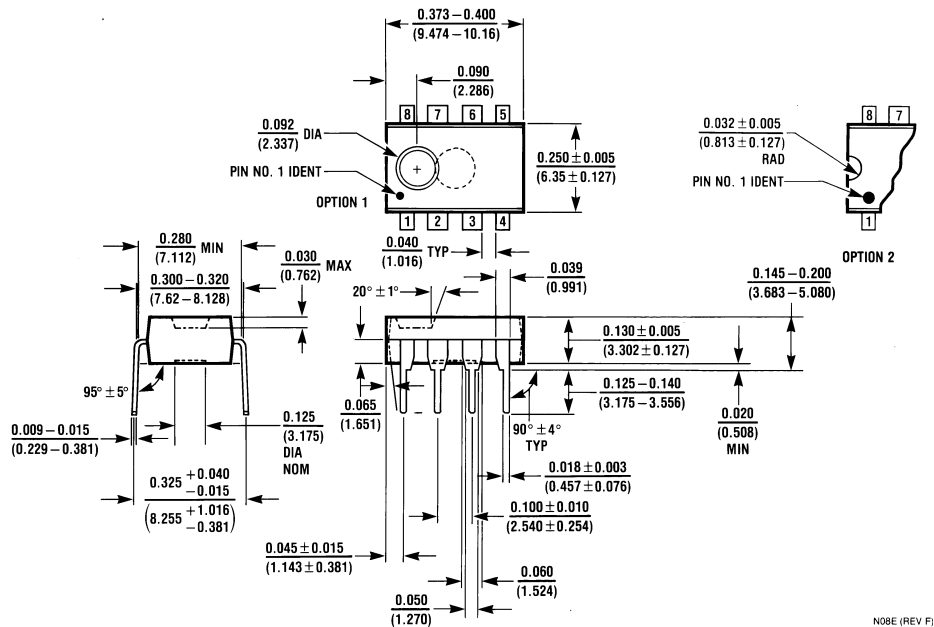 0.373 – 0.400
(9.474 – 10.16)
0.090
(2.286)
8 7 6 5
0.092 DIA
(2.337)
PIN NO. 1 IDENT
OPTION 1
1 2 3 4
0.250 ± 0.005
(6.35 ± 0.127)
8 7
0.032 ± 0.005
(0.813 ± 0.127)
RAD
PIN NO. 1 IDENT
1
OPTION 2
0.280 MIN
(7.112)
0.300 – 0.320
(7.62 – 8.128)
0.030 MAX
(0.762)
0.040 TYP
(1.016)
0.039
(0.991)
20° ± 1°
0.145 – 0.200
(3.683 – 5.080)
0.130 ± 0.005
(3.302 ± 0.127)
95° ± 5°
0.009 – 0.015
(0.229 – 0.381)
0.125
(3.175)
DIA
NOM
0.065
(1.651)
0.125 – 0.140
(3.175 – 3.556)
90° ± 4°
TYP
0.020
(0.508)
MIN
0.325 +0.040
−0.015
(8.255 +1.016
−0.381)
0.018 ± 0.003
(0.457 ± 0.076)
0.100 ± 0.010
(2.540 ± 0.254)
0.045 ± 0.015
(1.143 ± 0.381)
0.060
(1.524)
0.050
(1.270)
N08E (REV F)